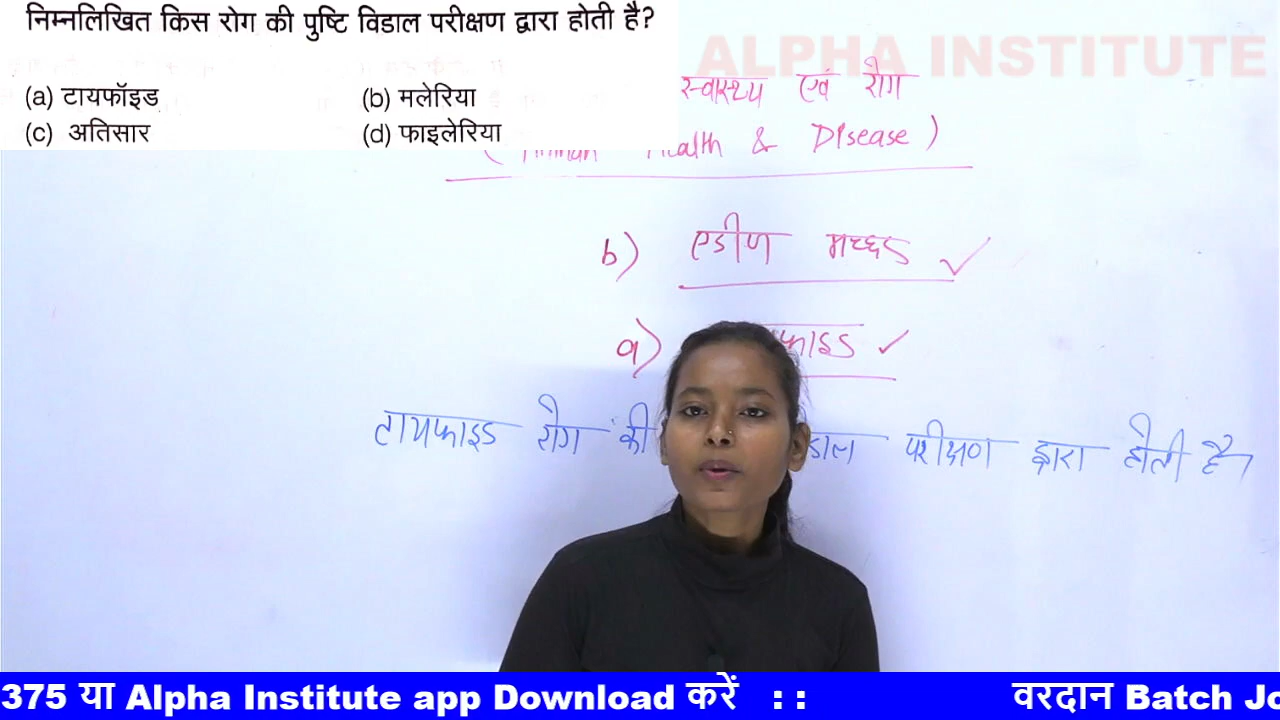 निम्नलिखित किस रोग की पुष्टि विडाल परीक्षण द्वारा होती है?
ALPHA INSTITUTE
(a) टायफॉइड (b) मलेरिया
(c) अतिसार (d) फाइलेरिया
स्वास्थ्य एवं रोग
Health & Disease )
b) एडीज मच्छर
a)
टायफाइड रोग की परीक्षण द्वारा होती है।
375 या Alpha Institute app Download करें : : वरदान Batch